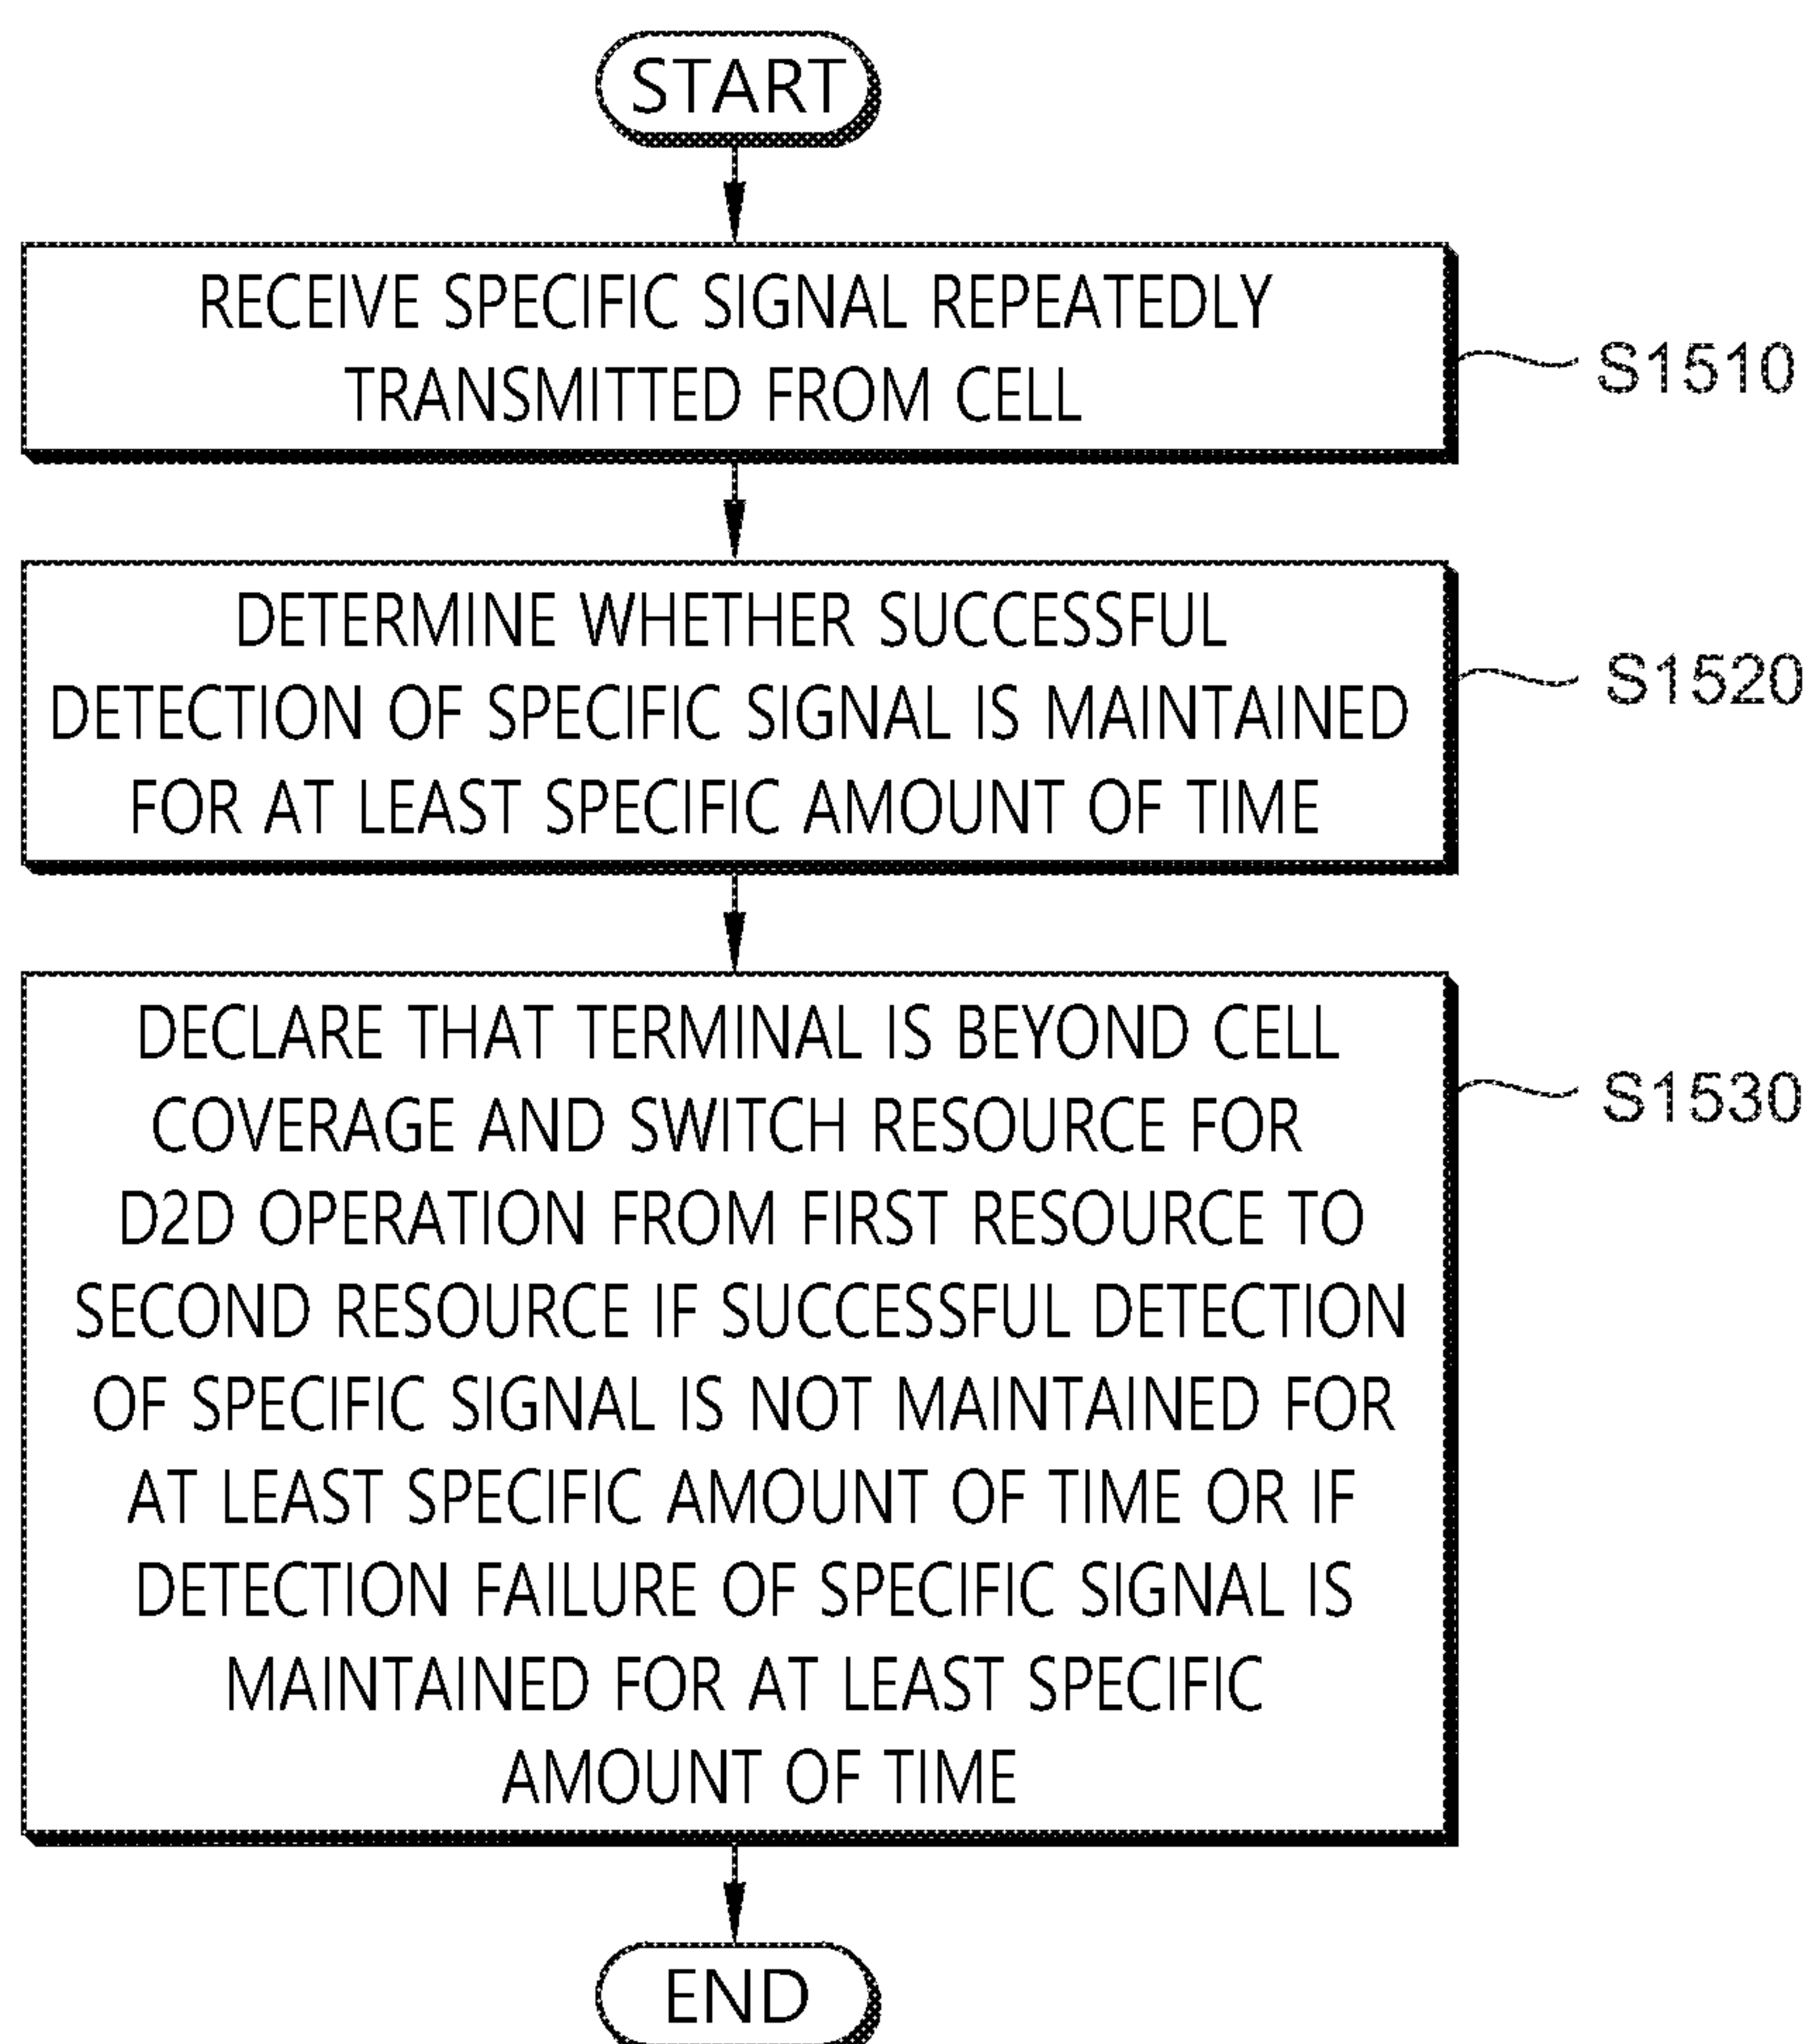 START
RECEIVE SPECIFIC SIGNAL REPEATEDLY
TRANSMITTED FROM CELL
S1510
DETERMINE WHETHER SUCCESSFUL
DETECTION OF SPECIFIC SIGNAL IS MAINTAINED
FOR AT LEAST SPECIFIC AMOUNT OF TIME
S1520
DECLARE THAT TERMINAL IS BEYOND CELL
COVERAGE AND SWITCH RESOURCE FOR
D2D OPERATION FROM FIRST RESOURCE TO
SECOND RESOURCE IF SUCCESSFUL DETECTION
OF SPECIFIC SIGNAL IS NOT MAINTAINED FOR
AT LEAST SPECIFIC AMOUNT OF TIME OR IF
DETECTION FAILURE OF SPECIFIC SIGNAL IS
MAINTAINED FOR AT LEAST SPECIFIC
AMOUNT OF TIME
S1530
END